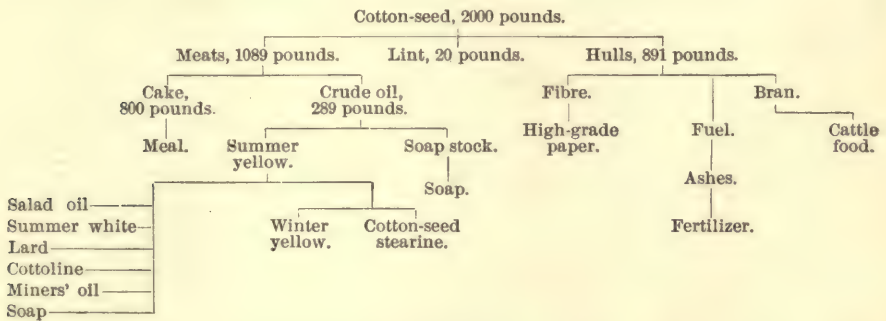 Cotton-seed, 2000 pounds.
Meats, 1089 pounds. Lint, 20 pounds. Hulls, 891 pounds.
Cake, Crude oil, Fibre. Bran.
800 pounds. 289 pounds.
High-grade Fuel. Cattle
paper. food.
Meal. Summer Soap stock.
yellow.
Soap. Ashes.
Salad oil
Summer white
Lard
Cottoline
Miners' oil
Soap
Winter Cotton-seed Fertilizer.
yellow. stearine.